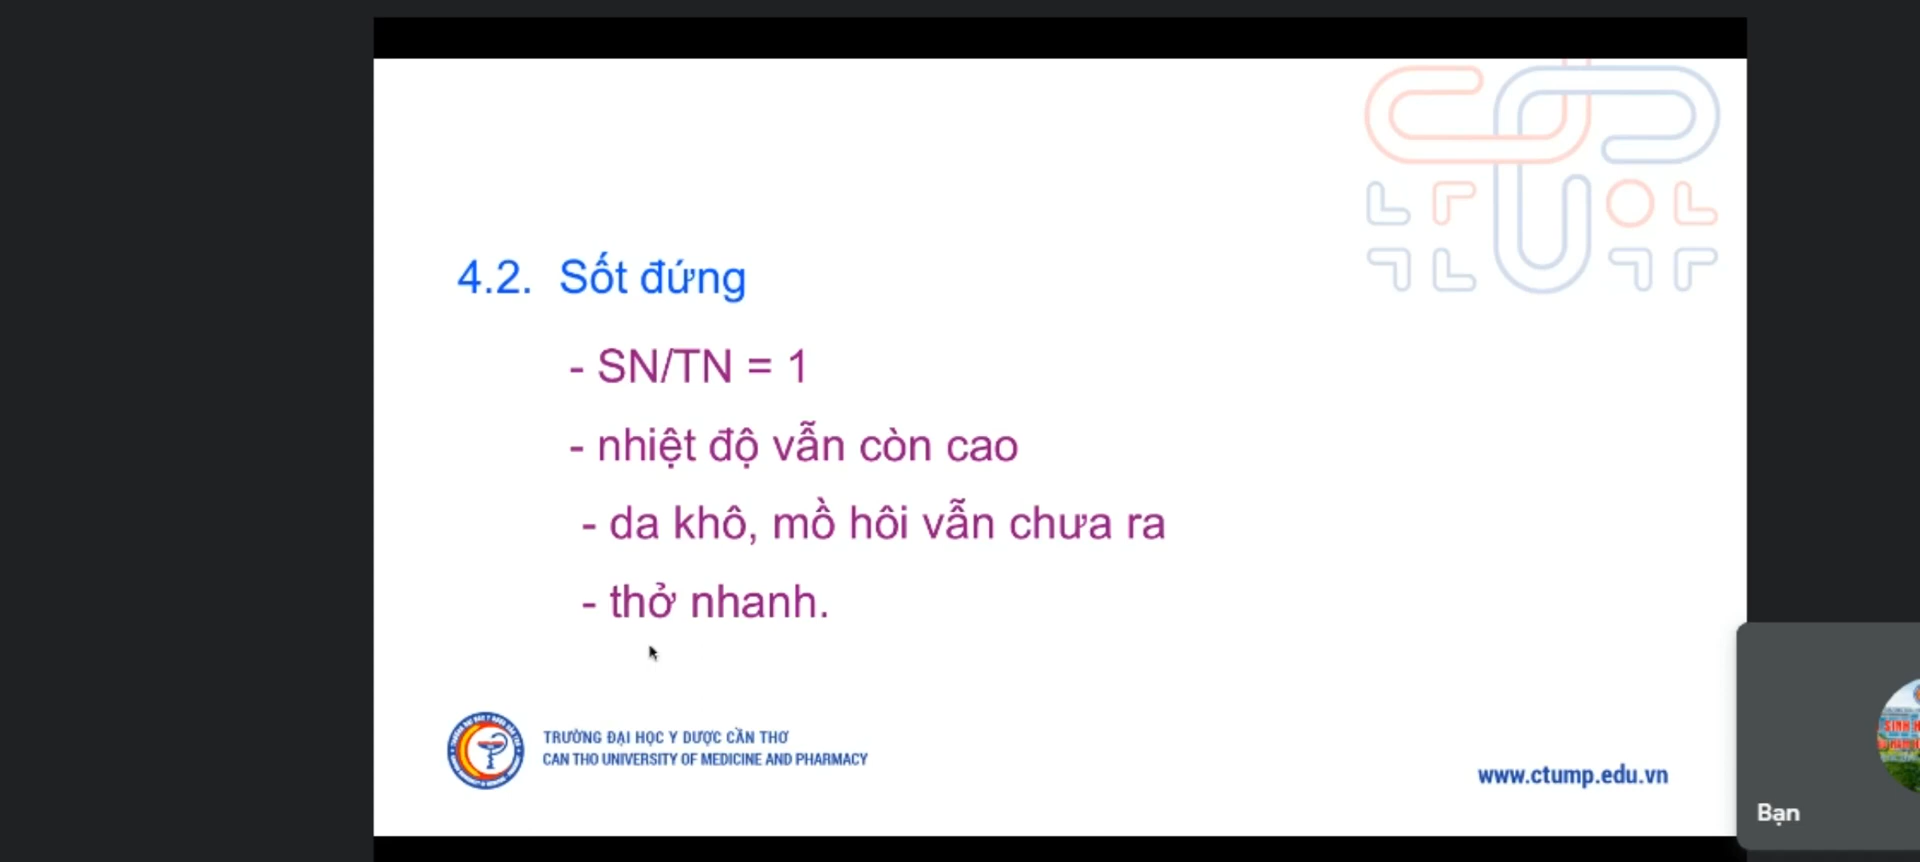 4.2. Sốt đứng
- SN/TN = 1
- nhiệt độ vẫn còn cao
- da khô, mồ hôi vẫn chưa ra
- thở nhanh.
TRƯỜNG ĐẠI HỌC Y DƯỢC CẦN THƠ
CAN THO UNIVERSITY OF MEDICINE AND PHARMACY
www.ctump.edu.vn
Bạn